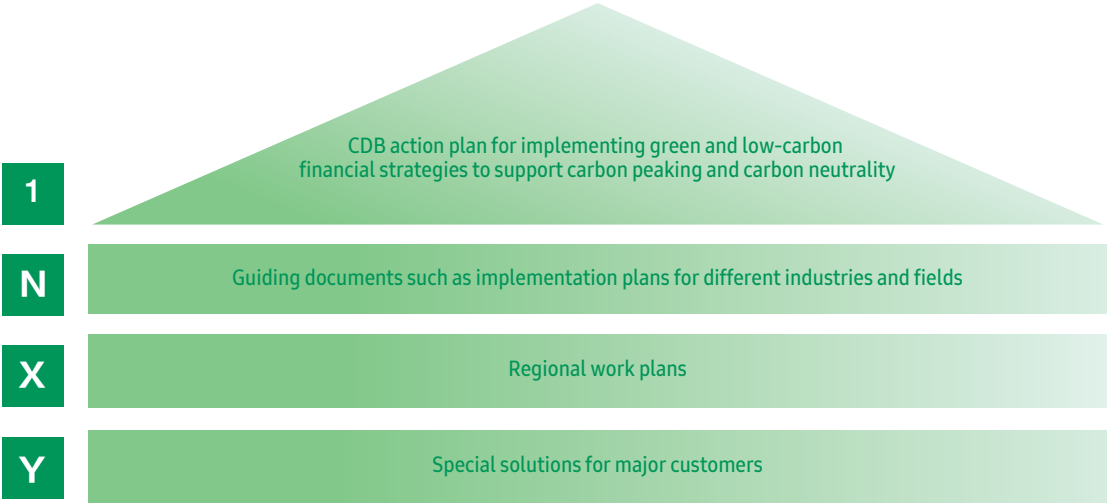 CDB action plan for implementing green and low-carbon
financial strategies to support carbon peaking and carbon neutrality
1
N
Guiding documents such as implementation plans for different industries and fields
X
Regional work plans
Y
Special solutions for major customers